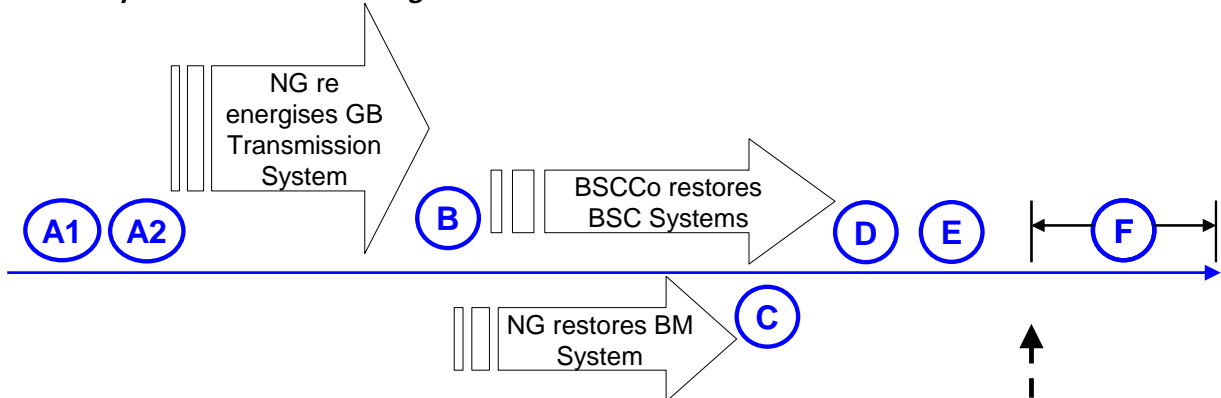 NG re
energises GB
Transmission
System
A1
A2
B
BSCCo restores
BSC Systems
D
E
F
NG restores BM
System
C